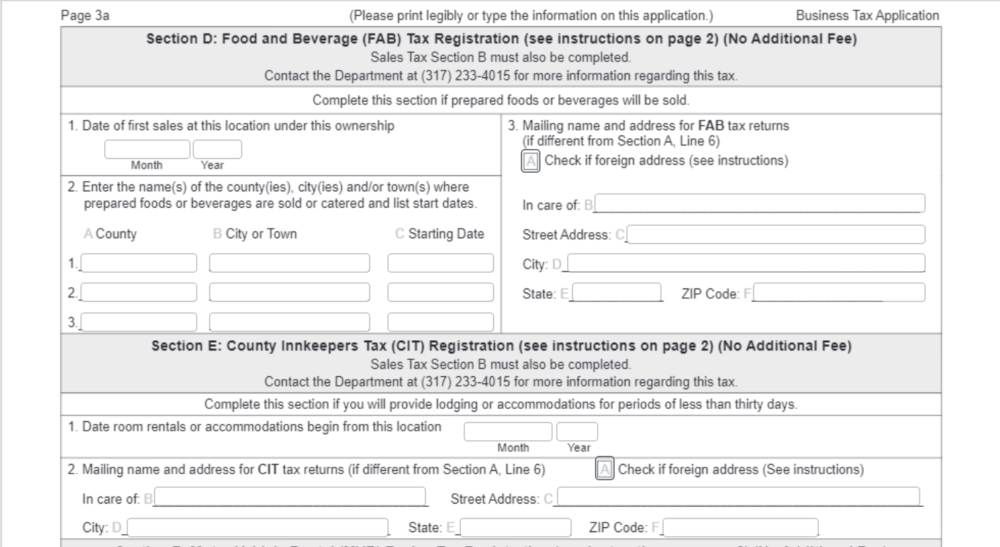 Page 3a (Please print legibly or type the information on this application.) Business Tax Application
Section D: Food and Beverage (FAB) Tax Registration (see instructions on page 2) (No Additional Fee)
Sales Tax Section B must also be completed.
Contact the Department at (317) 233-4015 for more information regarding this tax.
Complete this section if prepared foods or beverages will be sold.
1. Date of first sales at this location under this ownership
Month Year
2. Enter the name(s) of the county(ies), city(ies) and/or town(s) where
prepared foods or beverages are sold or catered and list start dates.
A County B City or Town C Starting Date
1.
2.
3.
3. Mailing name and address for FAB tax returns
(if different from Section A, Line 6)
A Check if foreign address (see instructions)
In care of: B
Street Address: C
City: D
State: E ZIP Code: F
Section E: County Innkeepers Tax (CIT) Registration (see instructions on page 2) (No Additional Fee)
Sales Tax Section B must also be completed.
Contact the Department at (317) 233-4015 for more information regarding this tax.
Complete this section if you will provide lodging or accommodations for periods of less than thirty days.
1. Date room rentals or accommodations begin from this location
Month Year
2. Mailing name and address for CIT tax returns (if different from Section A, Line 6) A Check if foreign address (See instructions)
In care of: B Street Address: C
City: D State: E ZIP Code: F